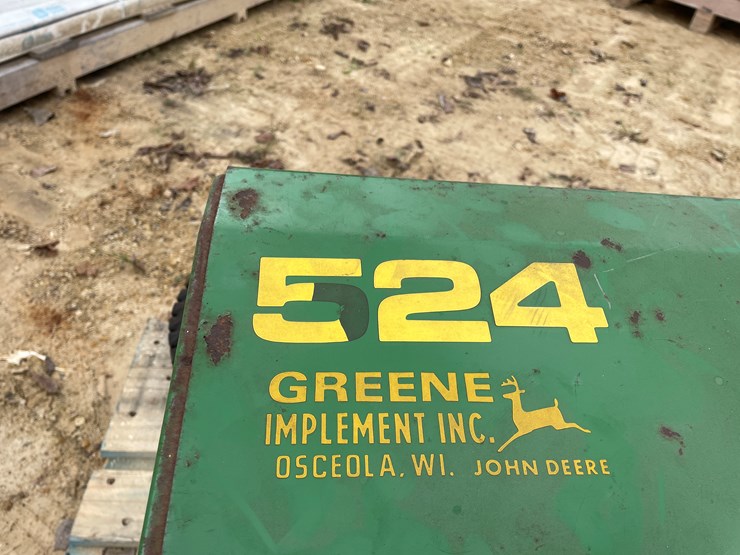 524
GREENE
IMPLEMENT INC.
OSCEOLA, WI. JOHN DEERE